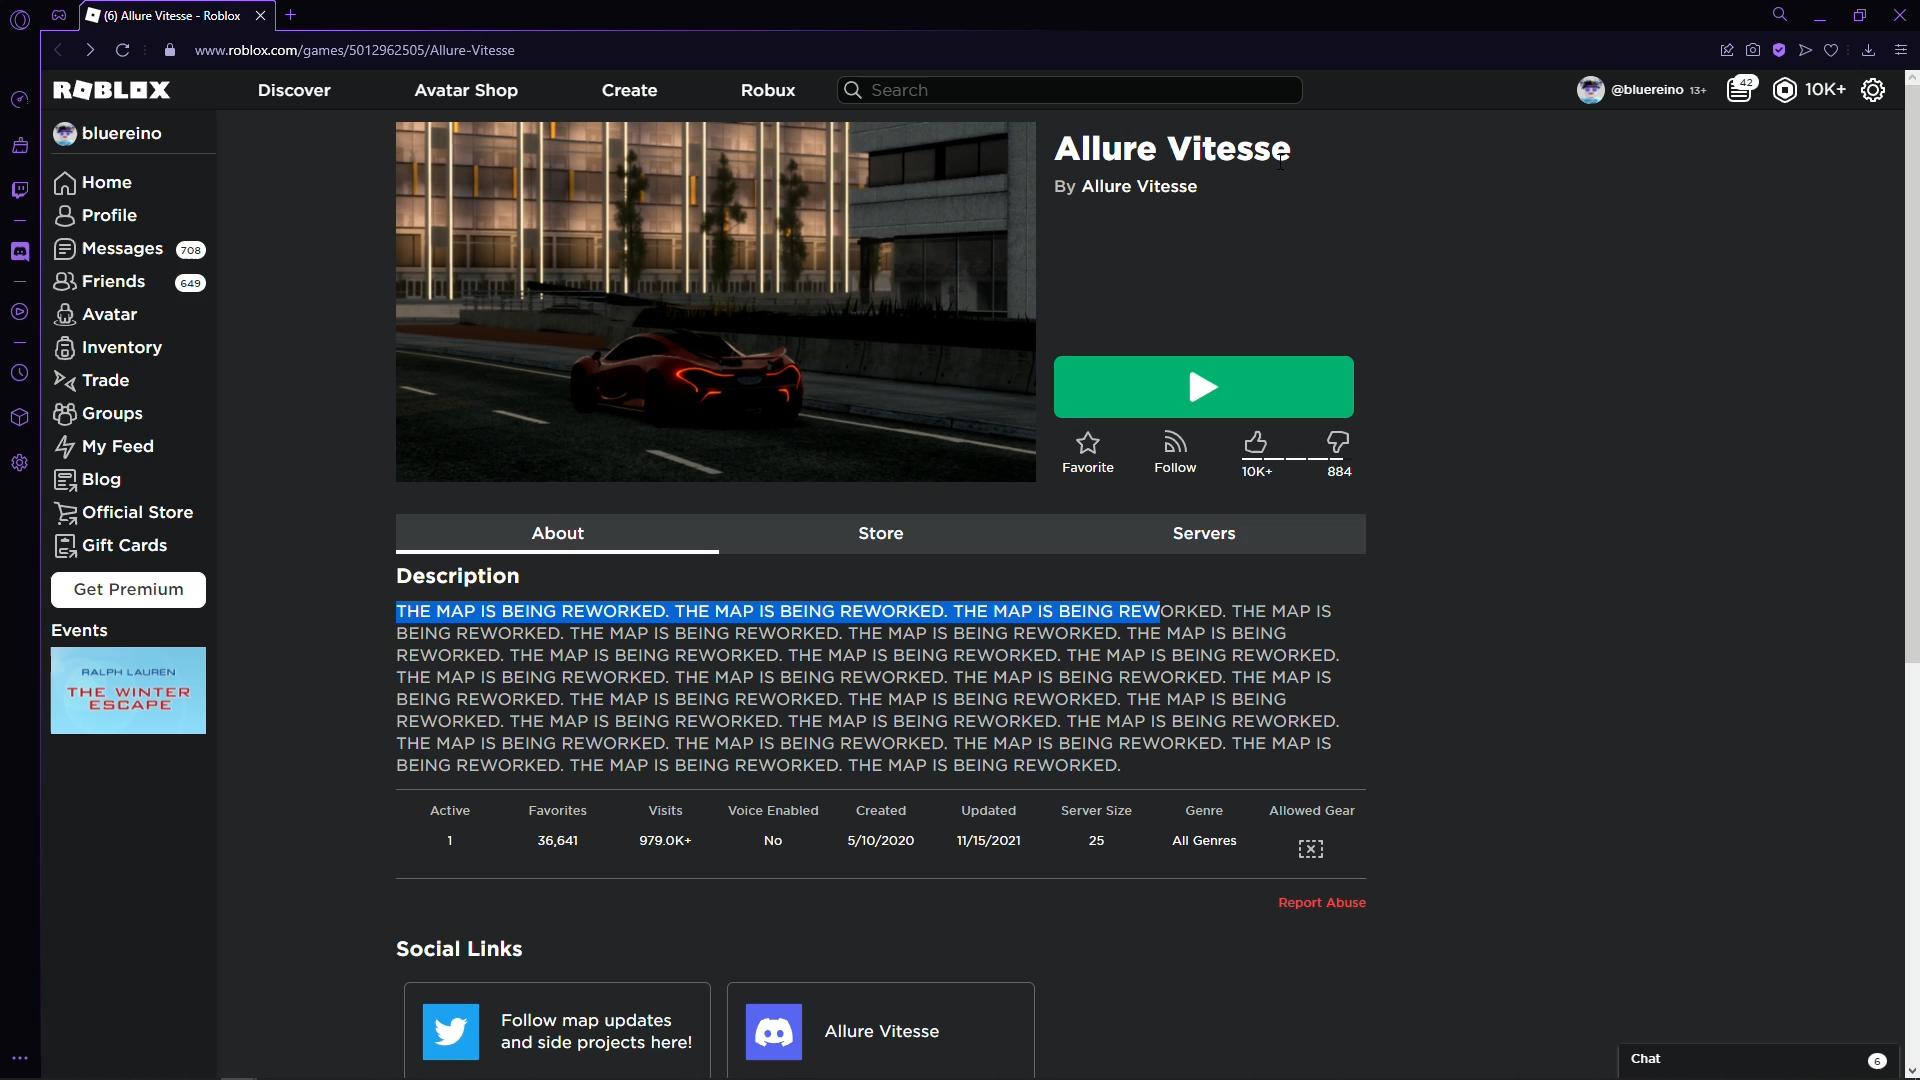 (6) Allure Vitesse - Roblox
www.roblox.com/games/5012962505/Allure-Vitesse
ROBLOX
Discover
Avatar Shop
Create
Robux
Search
@bluereino 13+
42
10K+
bluereino
Home
Profile
Messages 708
Friends 649
Avatar
Inventory
Trade
Groups
My Feed
Blog
Official Store
Gift Cards
Get Premium
Events
RALPH LAUREN
THE WINTER
ESCAPE
Allure Vitesse
By Allure Vitesse
Favorite
Follow
10K+
884
About
Store
Servers
Description
THE MAP IS BEING REWORKED. THE MAP IS BEING REWORKED. THE MAP IS BEING REWORKED. THE MAP IS
BEING REWORKED. THE MAP IS BEING REWORKED. THE MAP IS BEING REWORKED. THE MAP IS BEING
REWORKED. THE MAP IS BEING REWORKED. THE MAP IS BEING REWORKED. THE MAP IS BEING REWORKED.
THE MAP IS BEING REWORKED. THE MAP IS BEING REWORKED. THE MAP IS BEING REWORKED. THE MAP IS
BEING REWORKED. THE MAP IS BEING REWORKED. THE MAP IS BEING REWORKED. THE MAP IS BEING
REWORKED. THE MAP IS BEING REWORKED. THE MAP IS BEING REWORKED. THE MAP IS BEING REWORKED.
THE MAP IS BEING REWORKED. THE MAP IS BEING REWORKED. THE MAP IS BEING REWORKED. THE MAP IS
BEING REWORKED. THE MAP IS BEING REWORKED. THE MAP IS BEING REWORKED.
Active Favorites Visits Voice Enabled Created Updated Server Size Genre Allowed Gear
1 36,641 979.0K+ No 5/10/2020 11/15/2021 25 All Genres
Report Abuse
Social Links
Follow map updates
and side projects here!
Allure Vitesse
Chat 6